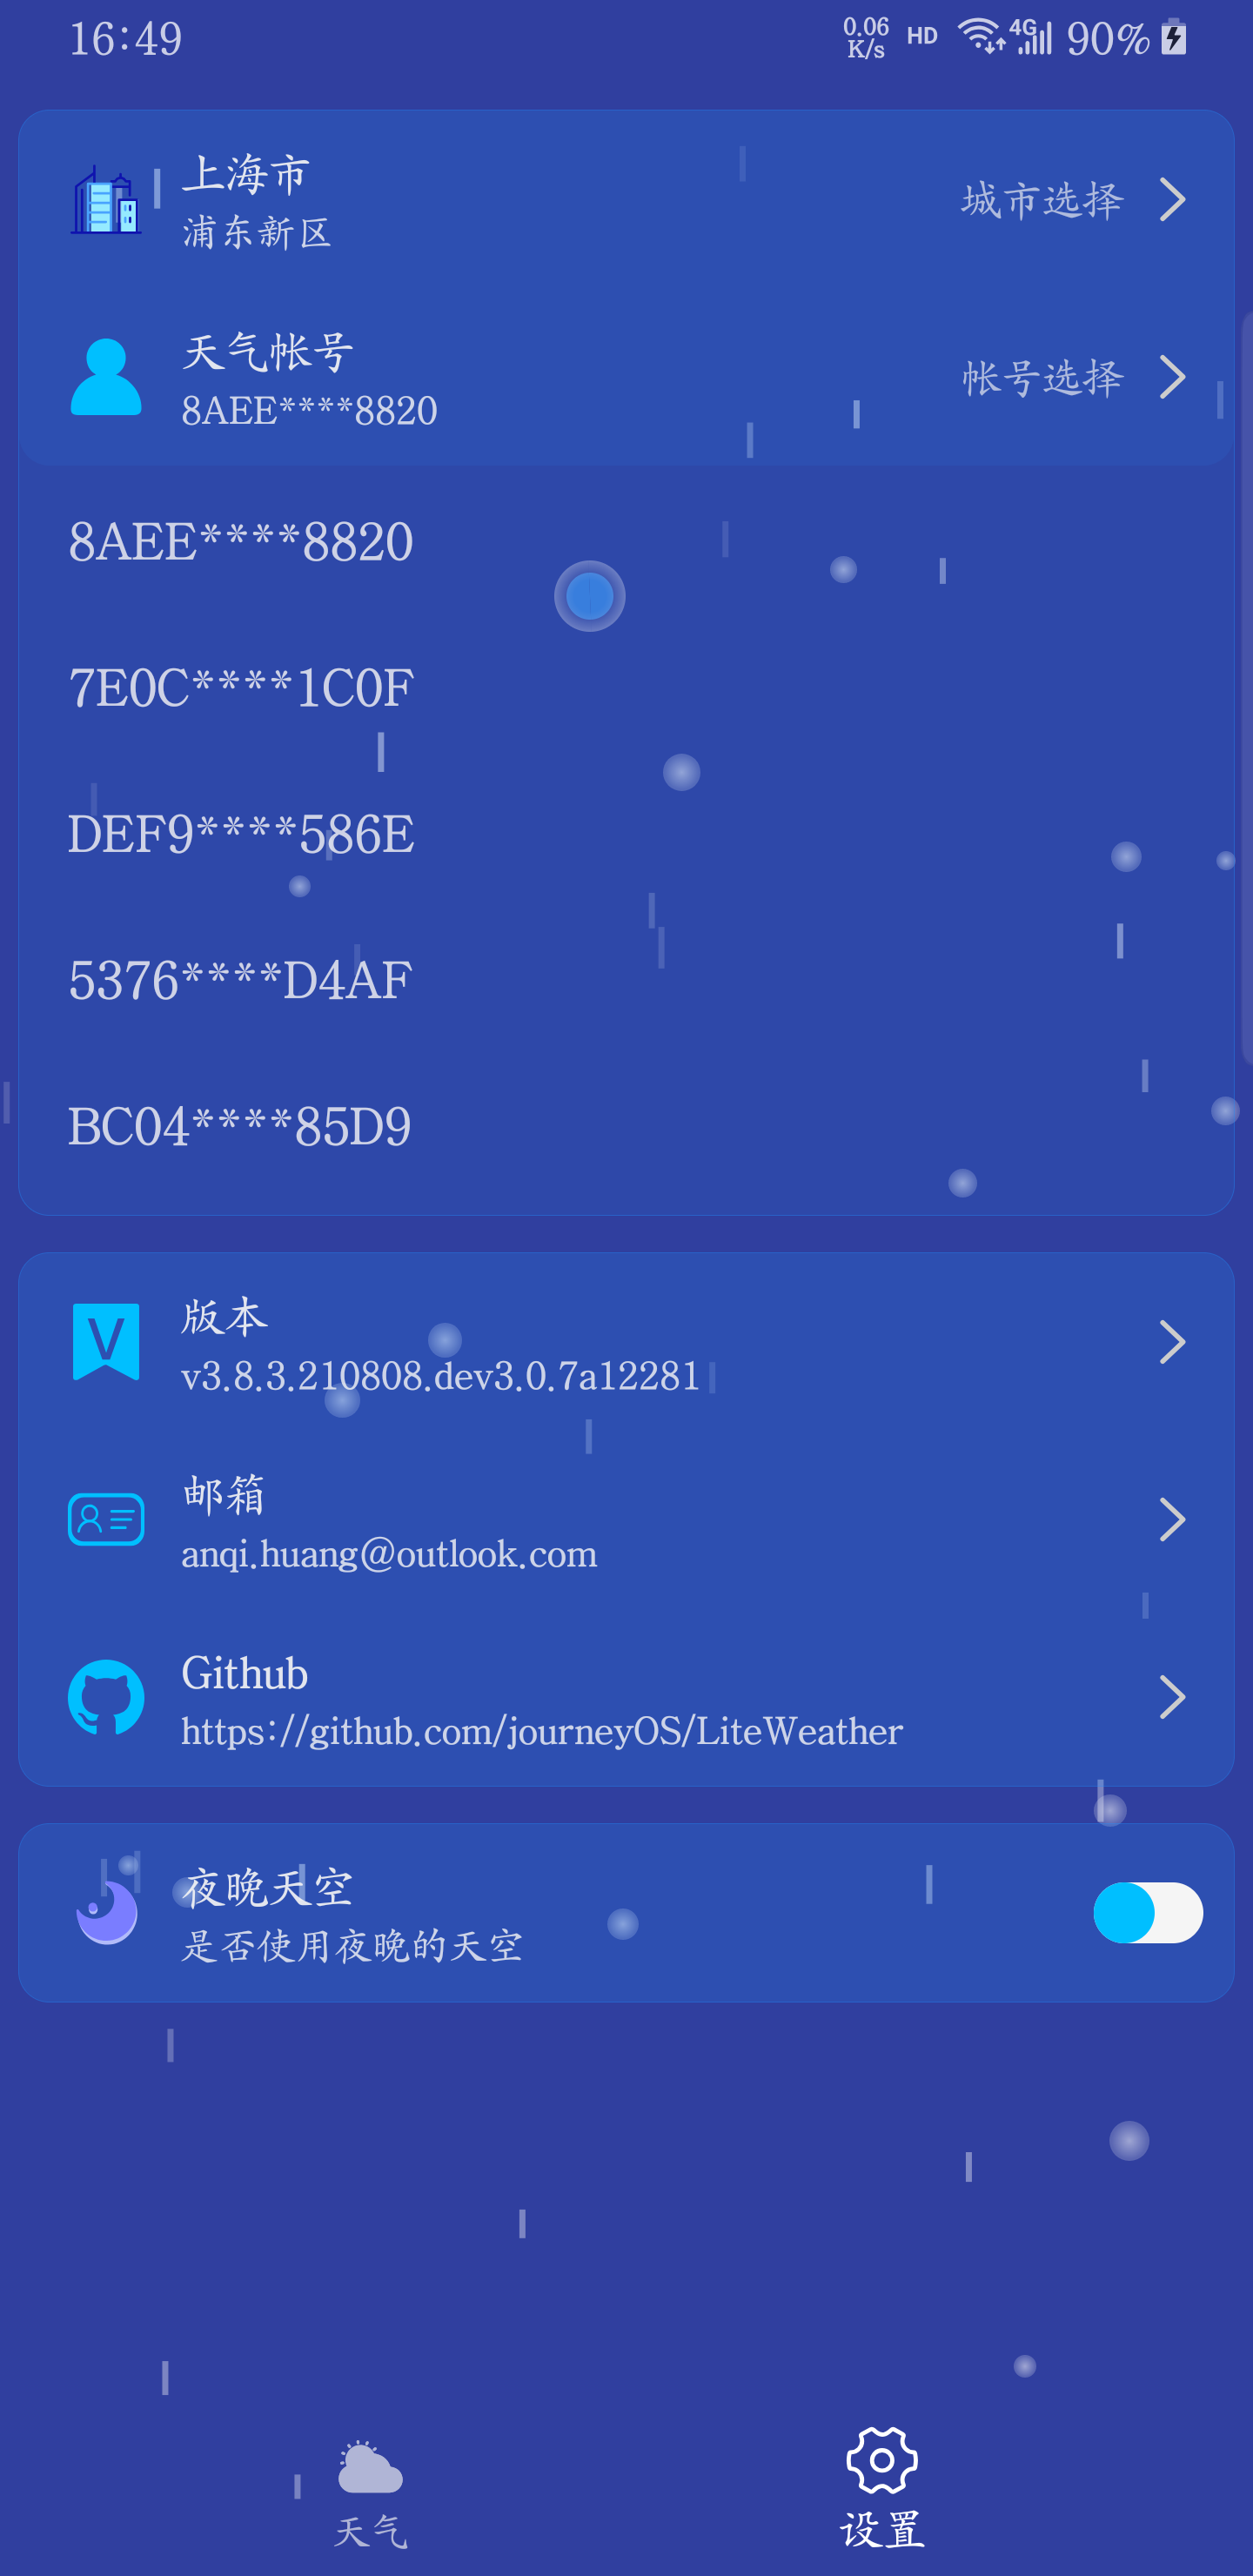 16:49
0.06
K/s
HD
4G
90%
上海市
浦东新区
城市选择
天气帐号
8AEE****8820
帐号选择
8AEE****8820
7E0C****1C0F
DEF9****586E
5376****D4AF
BC04****85D9
V
版本
v3.8.3.210808.dev3.0.7a12281
邮箱
anqi.huang@outlook.com
Github
https://github.com/journeyOS/LiteWeather
夜晚天空
是否使用夜晚的天空
天气
设置